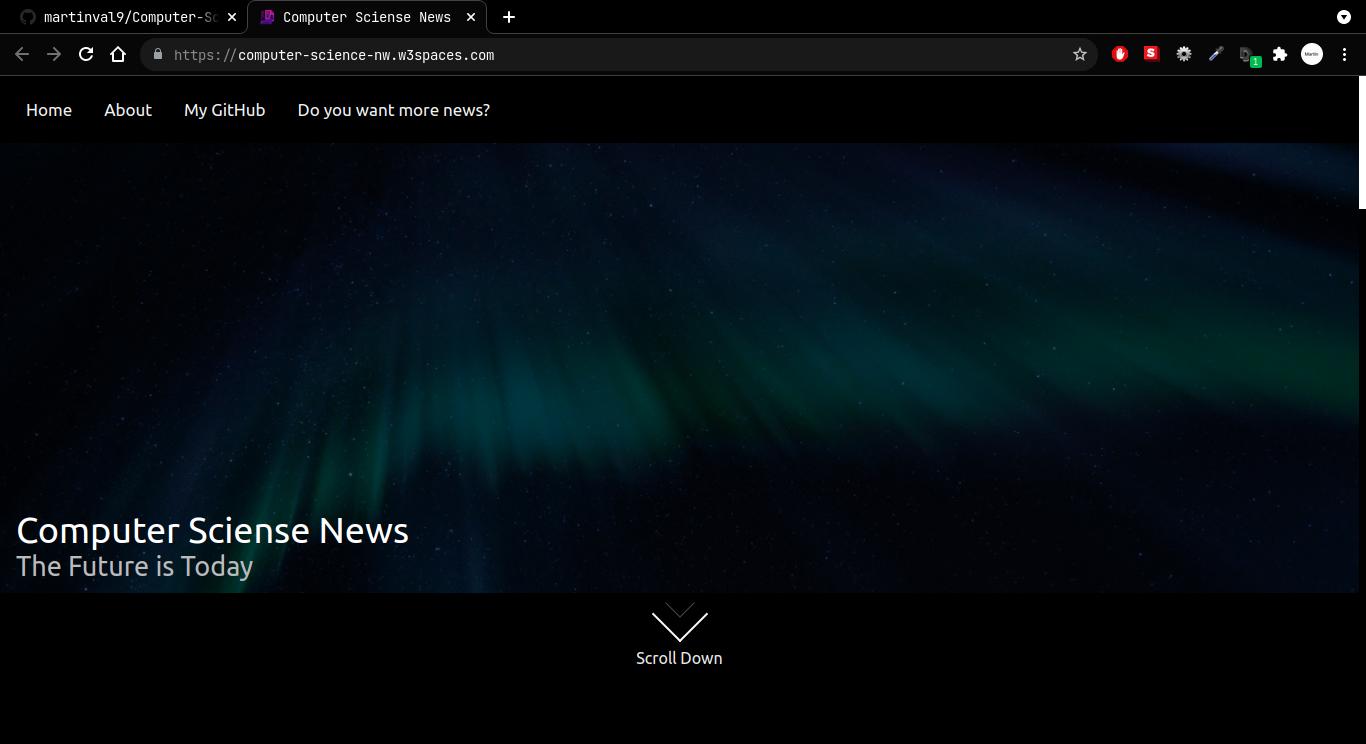 martinval9/Computer-Sc
Computer Sciense News
https://computer-science-nw.w3spaces.com
S
1
Martin
Home
About
My GitHub
Do you want more news?
Computer Sciense News
The Future is Today
Scroll Down